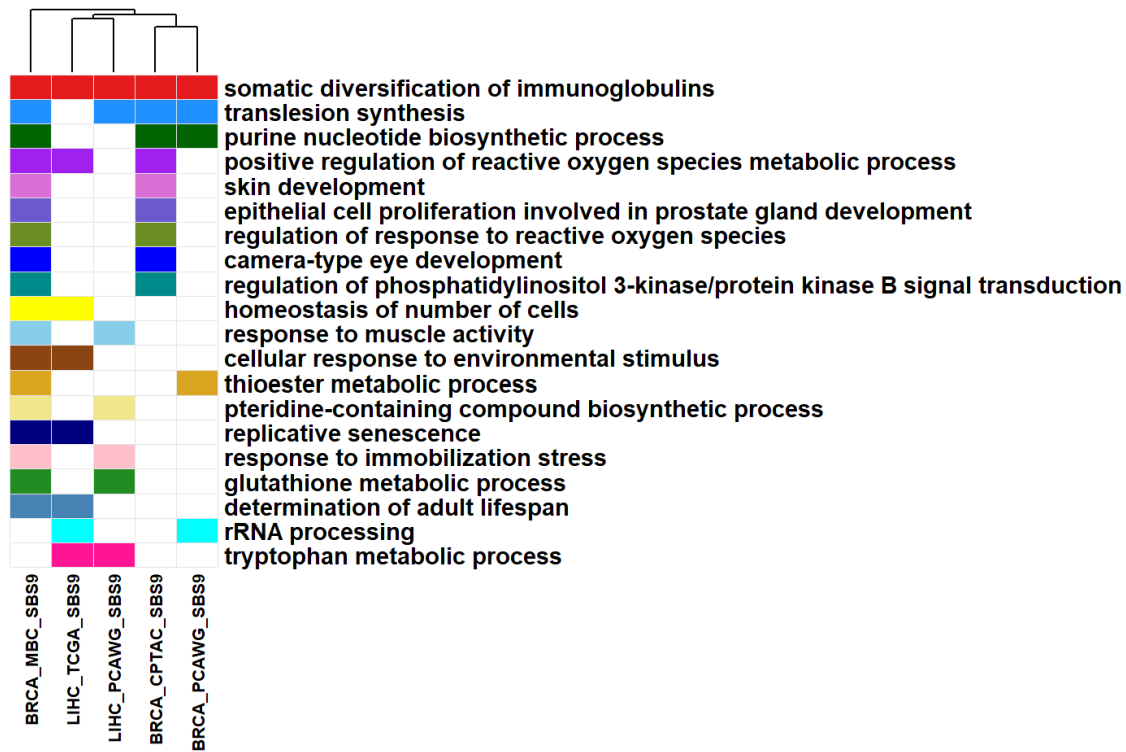 somatic diversification of immunoglobulins
translesion synthesis
purine nucleotide biosynthetic process
positive regulation of reactive oxygen species metabolic process
skin development
epithelial cell proliferation involved in prostate gland development
regulation of response to reactive oxygen species
camera-type eye development
regulation of phosphatidylinositol 3-kinase/protein kinase B signal transduction
homeostasis of number of cells
response to muscle activity
cellular response to environmental stimulus
thioester metabolic process
pteridine-containing compound biosynthetic process
replicative senescence
response to immobilization stress
glutathione metabolic process
determination of adult lifespan
rRNA processing
tryptophan metabolic process
BRCA_MBC_SBS9
LIHC_TCGA_SBS9
LIHC_PCAWG_SBS9
BRCA_CPTAC_SBS9
BRCA_PCAWG_SBS9